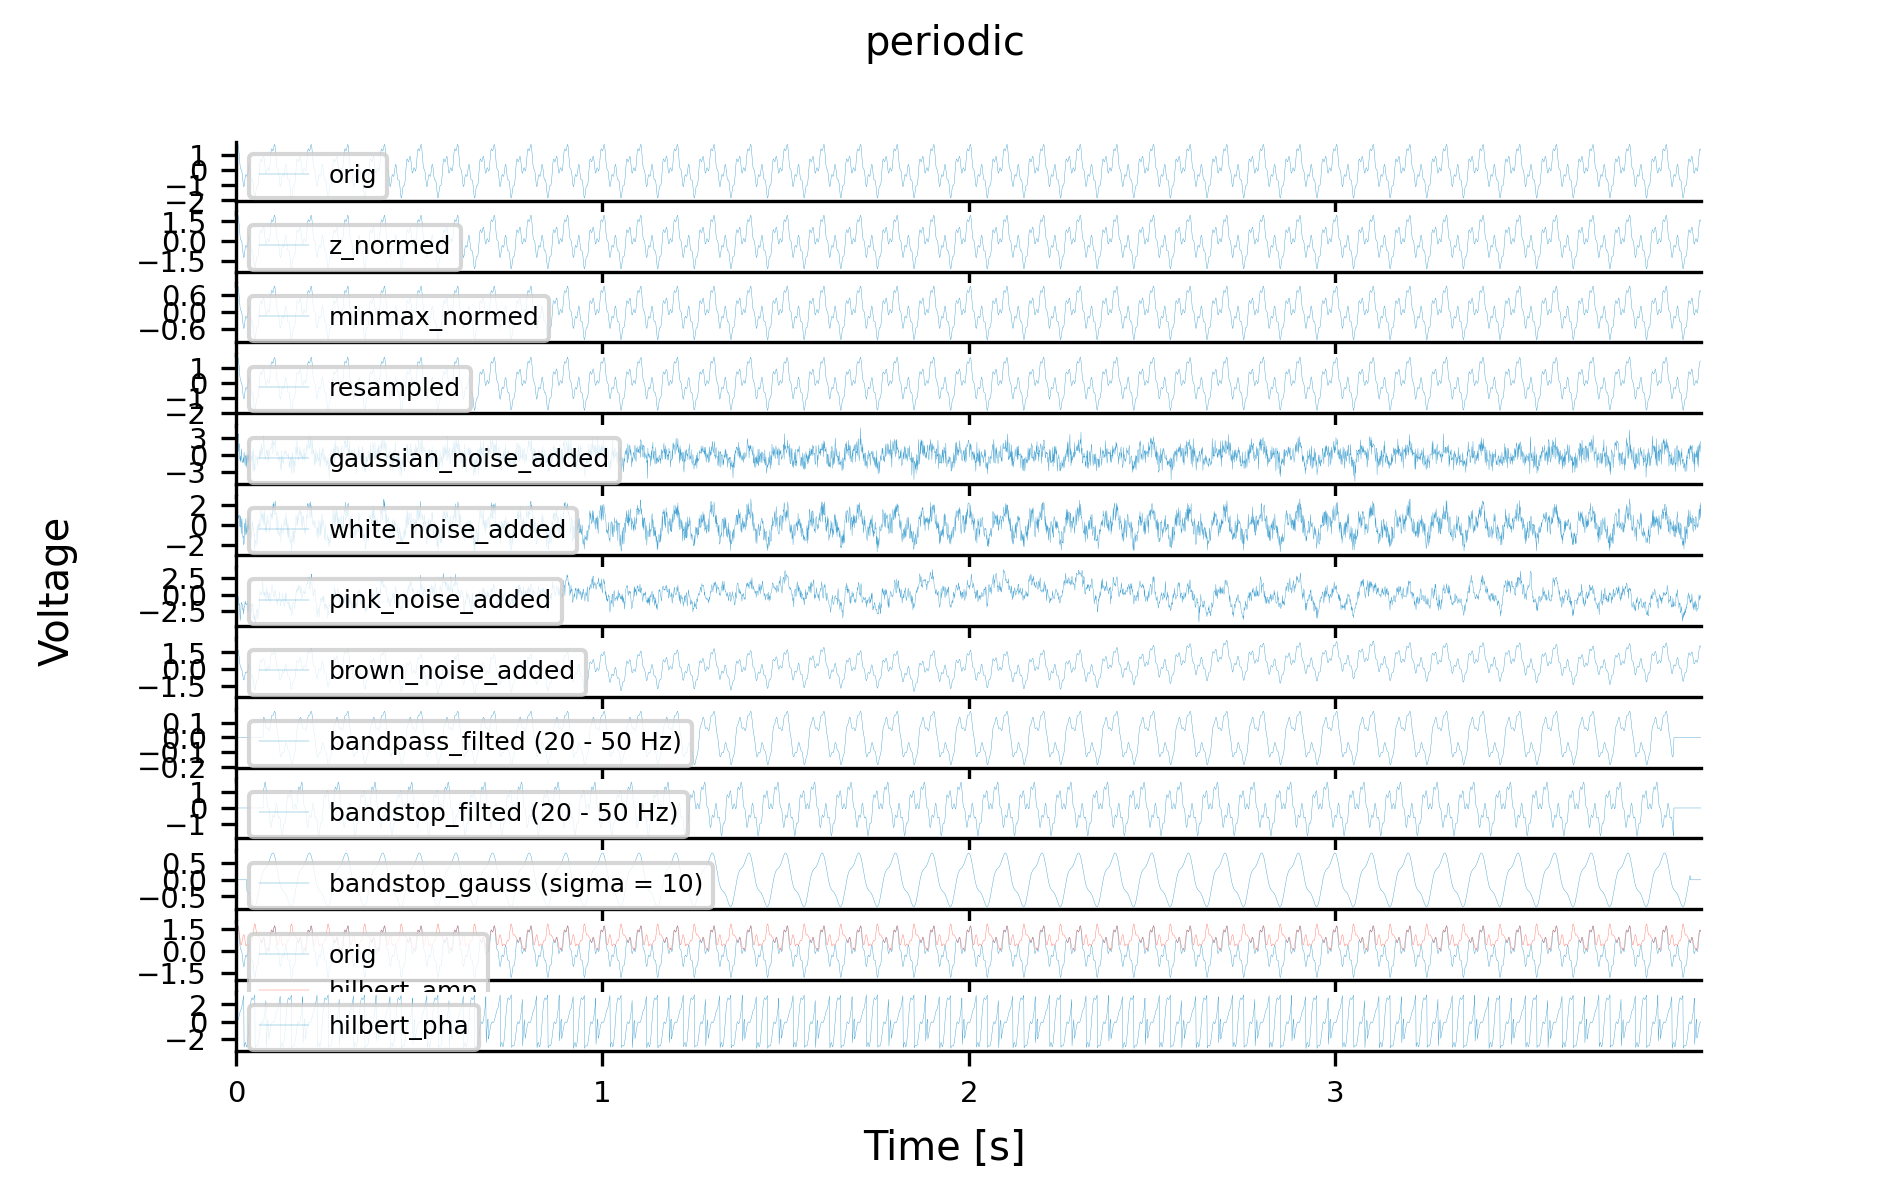 periodic
Voltage
1
0
−1
−2
orig
1.5
0.0
−1.5
z_normed
0.6
0.0
−0.6
minmax_normed
1
0
−1
−2
resampled
3
0
−3
gaussian_noise_added
2
0
−2
white_noise_added
2.5
0.0
−2.5
pink_noise_added
1.5
0.0
−1.5
brown_noise_added
0.1
0.0
−0.1
−0.2
bandpass_filted (20 - 50 Hz)
1
0
−1
bandstop_filted (20 - 50 Hz)
0.5
0.0
−0.5
bandstop_gauss (sigma = 10)
1.5
0.0
−1.5
orig
hilbert_amp
2
0
−2
hilbert_pha
0 1 2 3
Time [s]